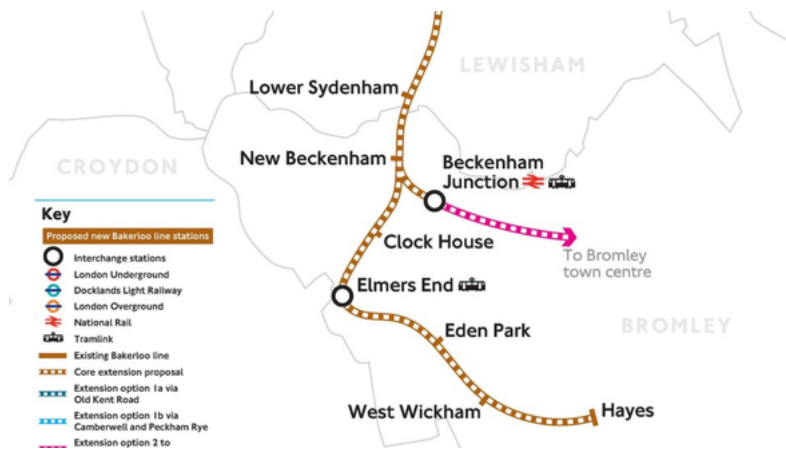 LEWISHAM
Lower Sydenham
New Beckenham
Beckenham
Junction
CROYDON
Clock House
To Bromley
town centre
Elmers End
Eden Park
BROMLEY
West Wickham
Hayes
Key
Proposed new Bakerloo line stations
Interchange stations
London Underground
Docklands Light Railway
London Overground
National Rail
Tramlink
Existing Bakerloo line
Core extension proposal
Extension option 1a via
Old Kent Road
Extension option 1b via
Camberwell and Peckham Rye
Extension option 2 to